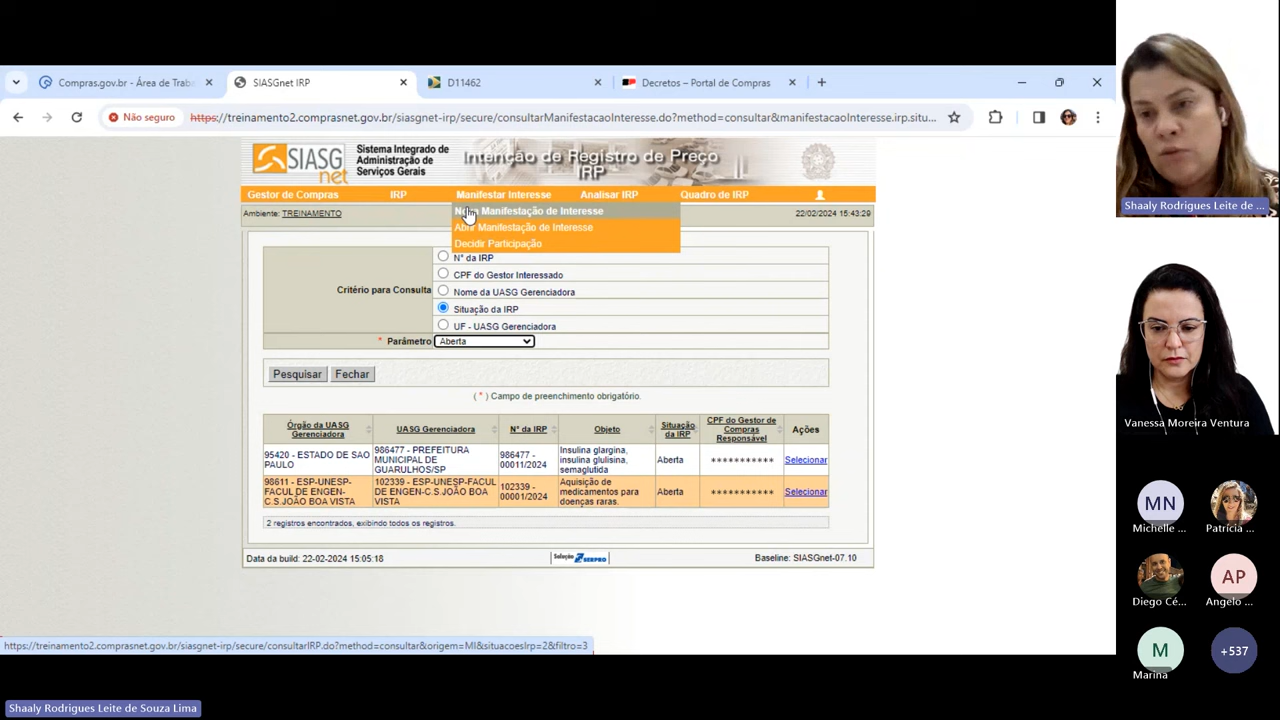 Compras.gov.br - Área de Trab
SIASGnet IRP
D11462
Decretos – Portal de Compras
Não seguro
https://treinamento2.comprasnet.gov.br/siasgnet-irp/secure/consultarManifestacaoInteresse.do?method=consultar&manifestacaoInteresse.irp.situ...
SIASG
net
Sistema Integrado de
Administração de
Serviços Gerais
Intenção de Registro de Preço
IRP
Gestor de Compras IRP Manifestar Interesse Analisar IRP Quadro de IRP
Ambiente: TREINAMENTO
22/02/2024 15:43:29
Manifestação de Interesse
Manifestação de Interesse
Decidir Participação
Critério para Consulta
N° da IRP
CPF do Gestor Interessado
Nome da UASG Gerenciadora
Situação da IRP
UF - UASG Gerenciadora
* Parâmetro Aberta
Pesquisar Fechar
( * ) Campo de preenchimento obrigatório.
Órgão da UASG
Gerenciadora
UASG Gerenciadora
N° da IRP
Objeto
Situação
da IRP
CPF do Gestor de
Compras
Responsável
Ações
95420 - ESTADO DE SAO
PAULO
986477 - PREFEITURA
MUNICIPAL DE
GUARULHOS/SP
986477 -
00011/2024
Insulina glargina,
insulina glulisina,
semaglutida
Aberta
***********
Selecionar
98611 - ESP-UNESP-
FACUL DE ENGEN-
C.S.JOÃO BOA
VISTA
102339 - ESP-UNESP-FACUL
DE ENGEN-C.S.JOÃO BOA
VISTA
102339 -
00001/2024
Aquisição de
medicamentos para
doenças raras.
Aberta
***********
Selecionar
2 registros encontrados, exibindo todos os registros.
Data da build: 22-02-2024 15:05:18
Solução
SERPRO
Baseline: SIASGnet-07.10
https://treinamento2.comprasnet.gov.br/siasgnet-irp/secure/consultarIRP.do?method=consultar&origem=MI&situacoesIrp=2&filtro=3
Shaaly Rodrigues Leite de Souza Lima
Shaaly Rodrigues Leite de ...
Vanessa Moreira Ventura
MN
Michelle ...
Patrícia ...
Diego Cé...
AP
Angelo ...
M
Marina
+537